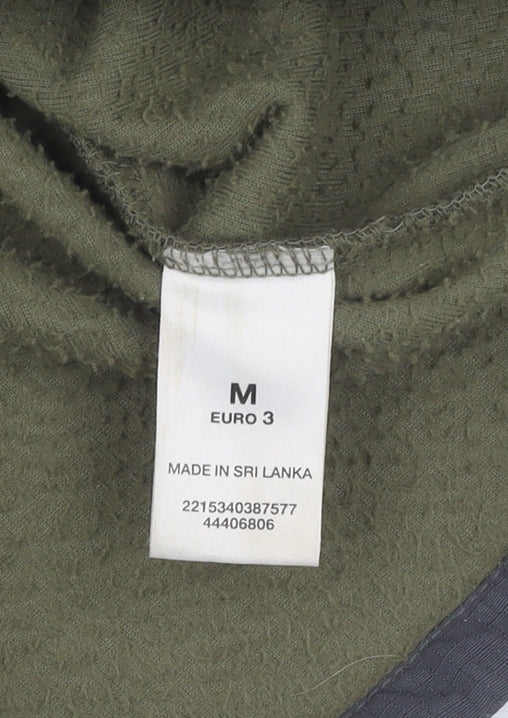 M
EURO 3
MADE IN SRI LANKA
2215340387577
44406806